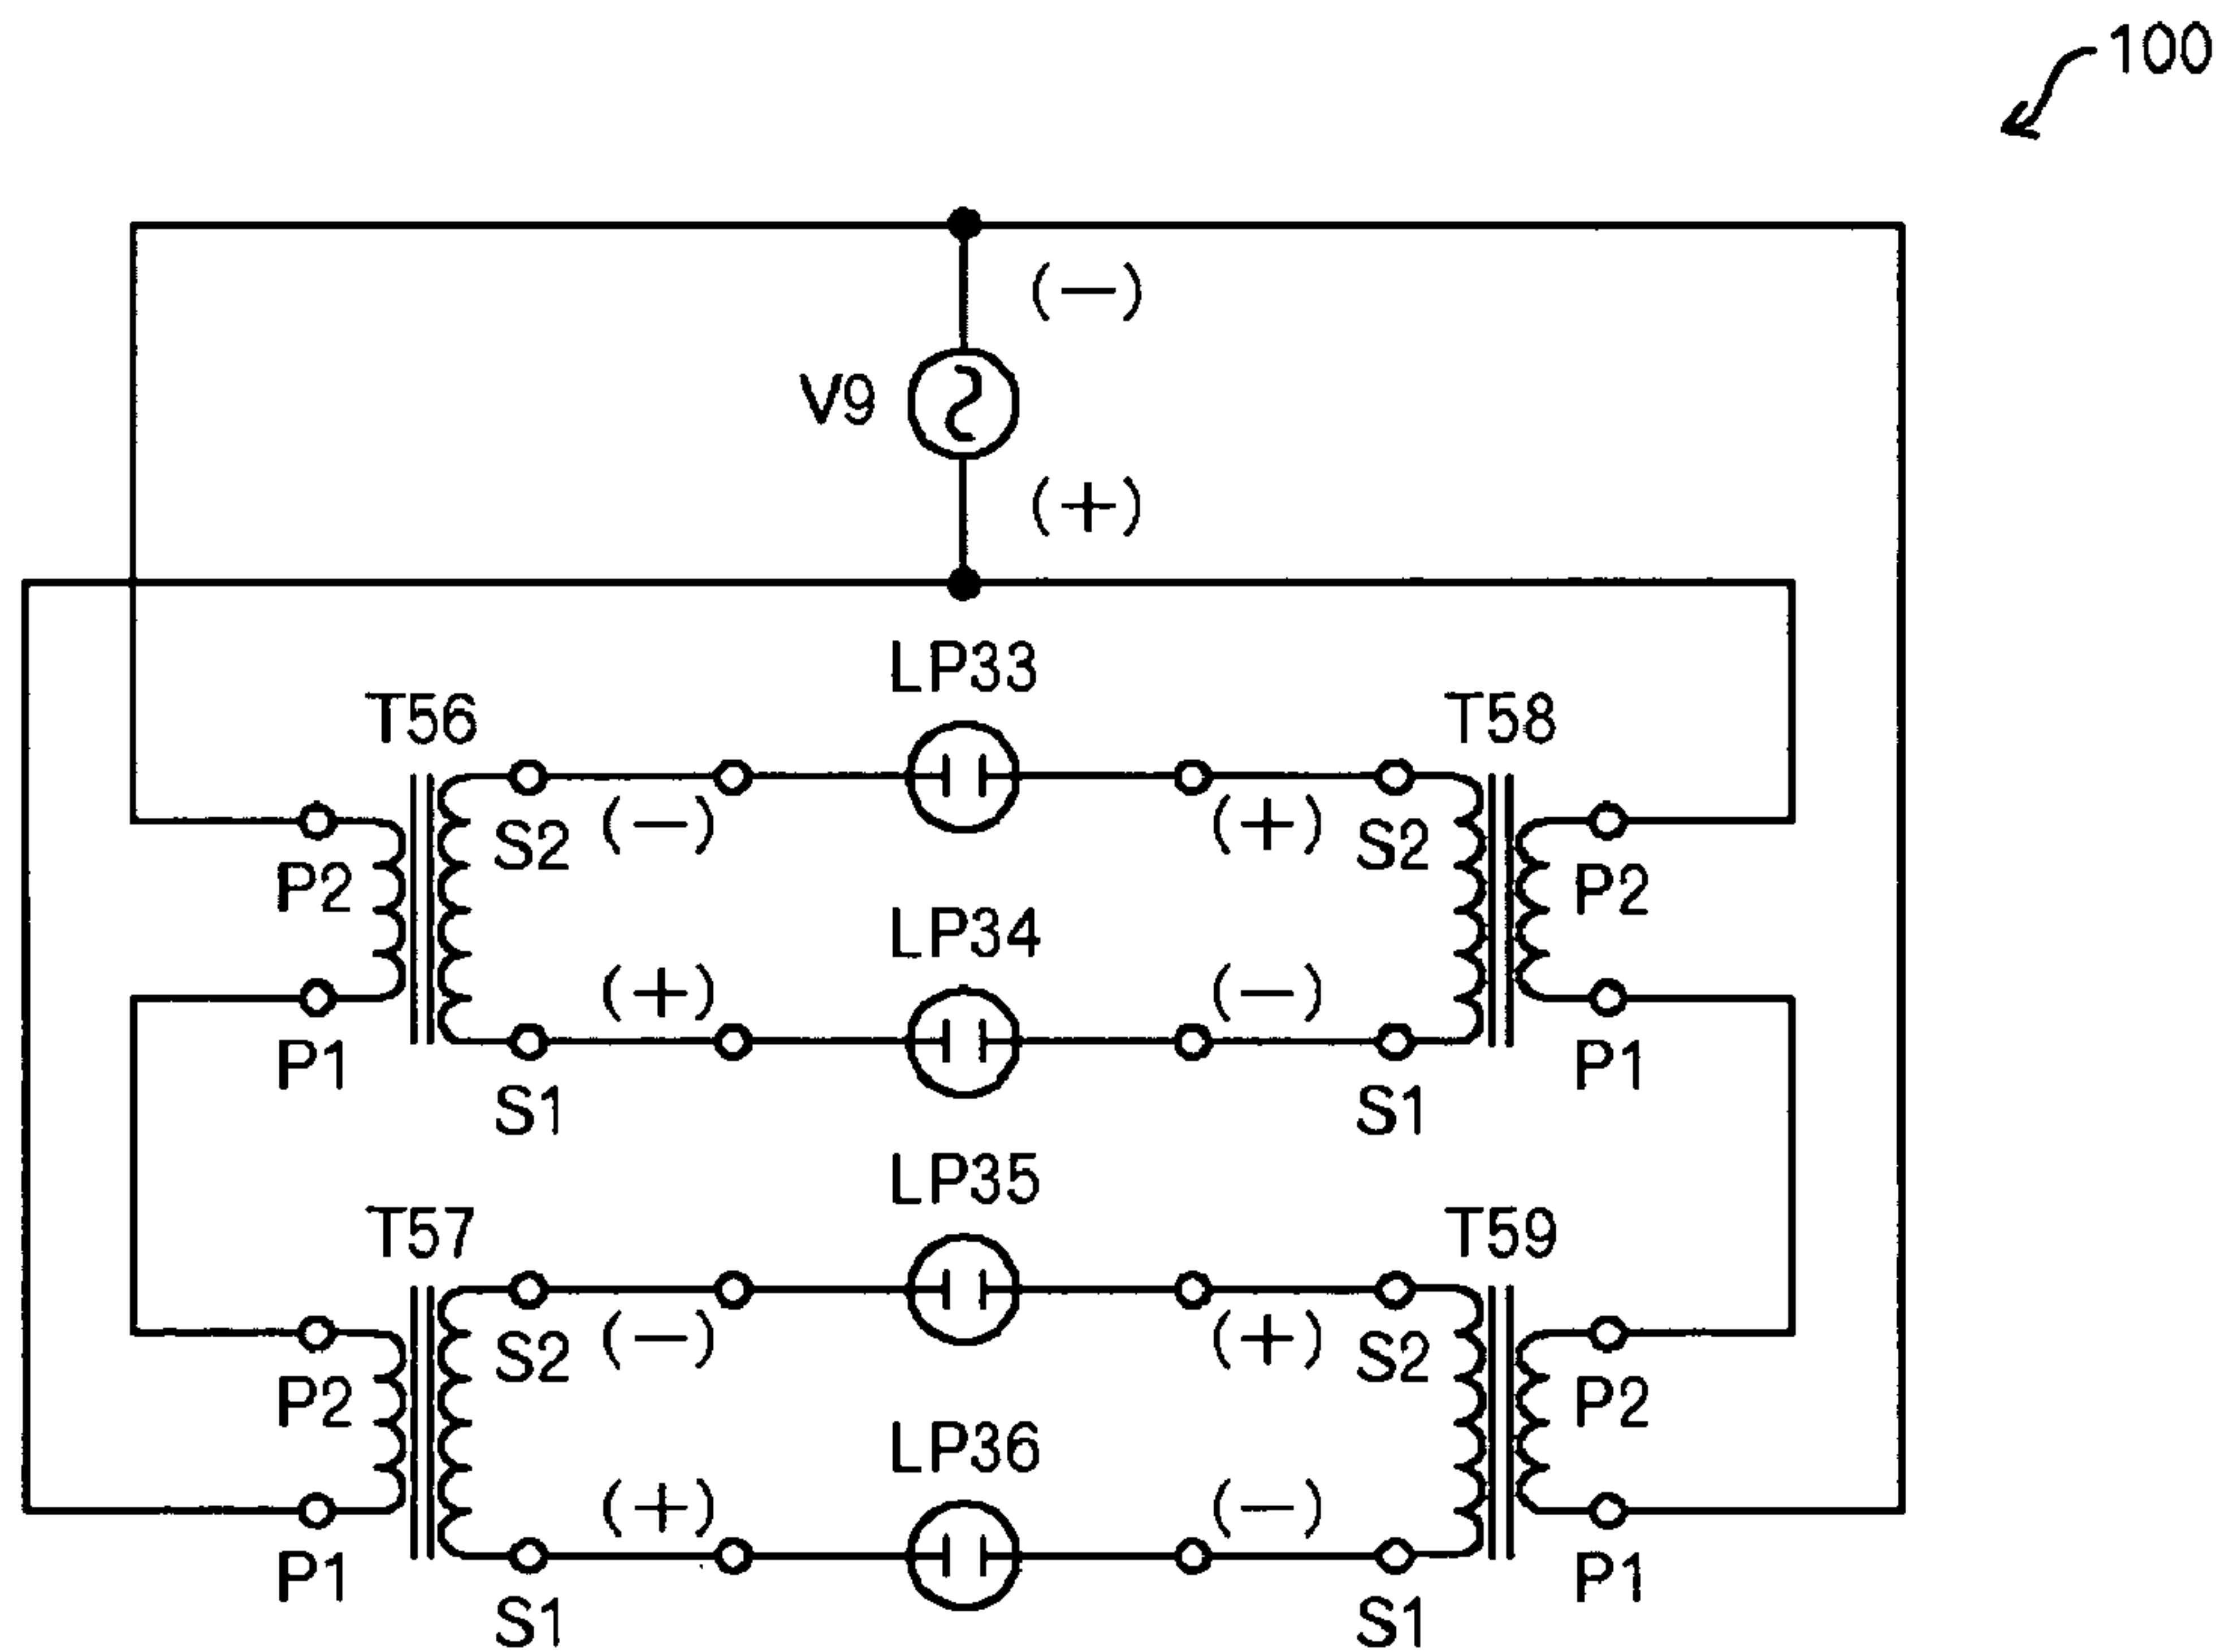 100
(−)
V9
(+)
LP33
T56
T58
S2
(−)
(+)
S2
P2
P2
LP34
(+)
(−)
P1
P1
S1
S1
LP35
T57
T59
S2
(−)
(+)
S2
P2
P2
LP36
(+)
(−)
P1
P1
S1
S1